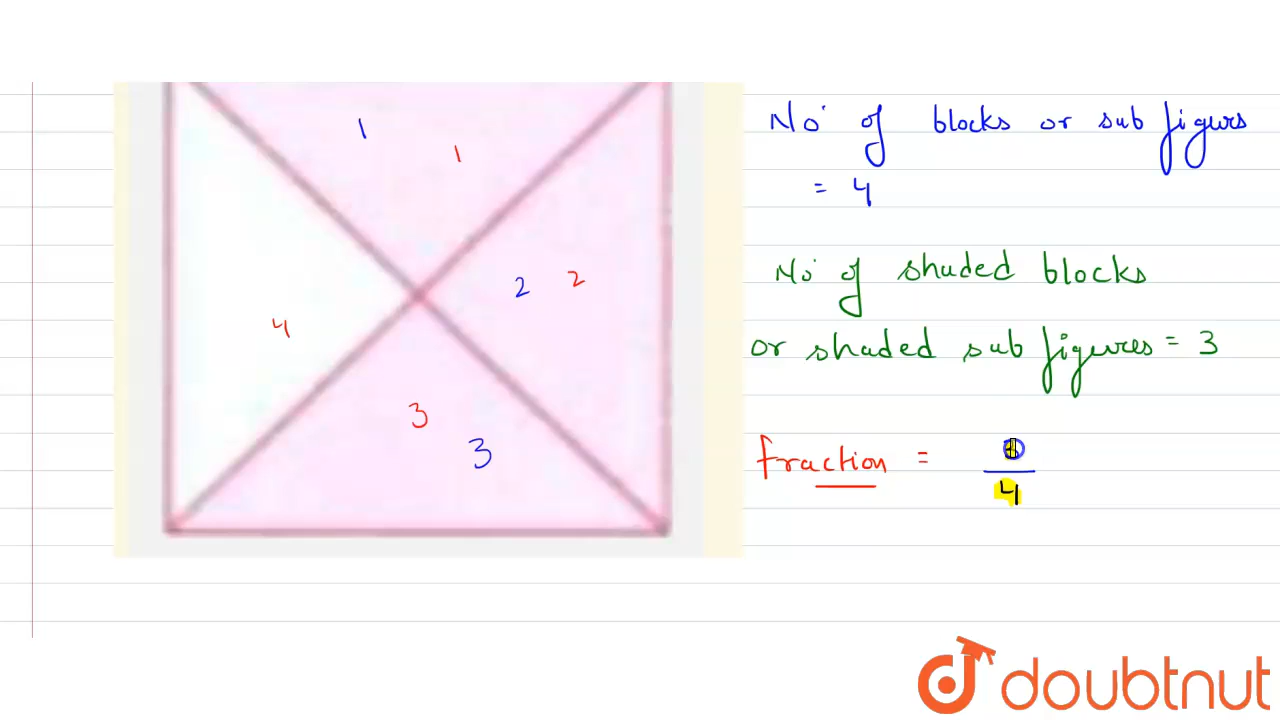 No of blocks or sub figurs
= 4
No of shaded blocks
or shaded sub figures = 3
fraction =
4
1
1
2 2
4
3
3
doubtnut